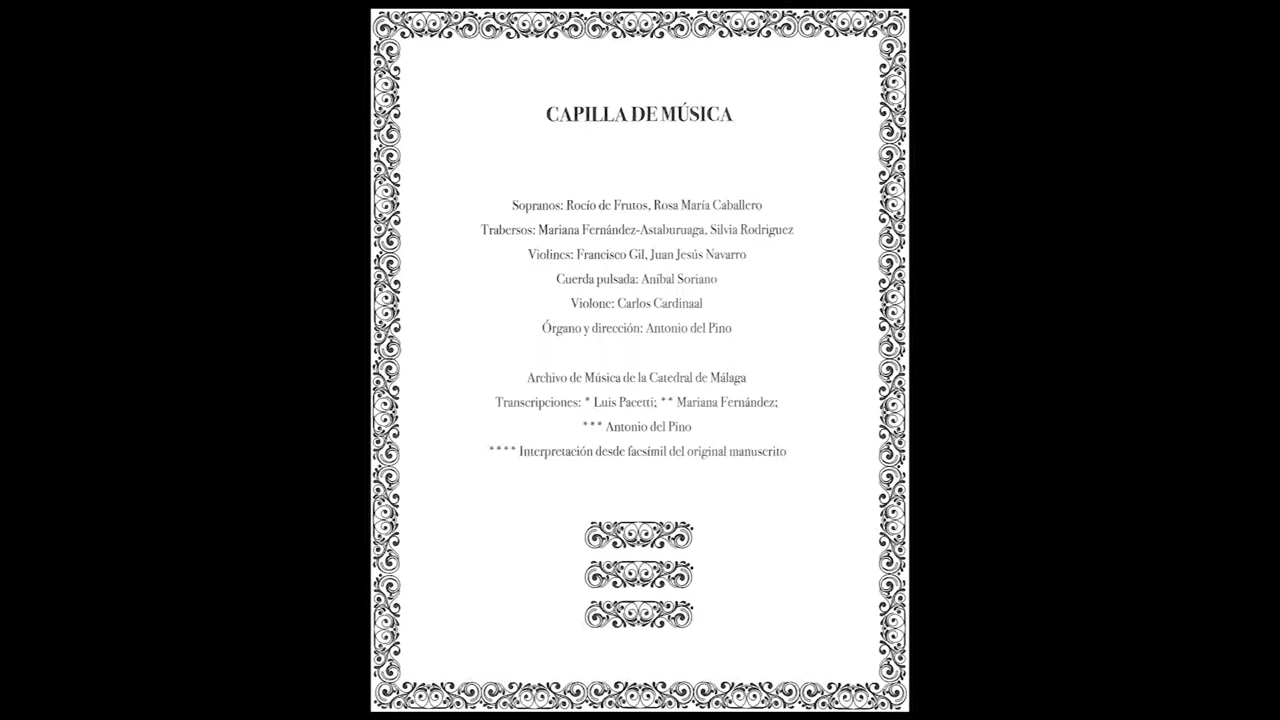 CAPILLA DE MÚSICA
Sopranos: Rocío de Frutos, Rosa María Caballero
Trabersos: Mariana Fernández-Astaburuaga, Silvia Rodriguez
Violines: Francisco Gil, Juan Jesús Navarro
Cuerda pulsada: Aníbal Soriano
Violone: Carlos Cardinaal
Órgano y dirección: Antonio del Pino
Archivo de Música de la Catedral de Málaga
Transcripciones: * Luis Pacetti; ** Mariana Fernández;
*** Antonio del Pino
**** Interpretación desde facsímil del original manuscrito